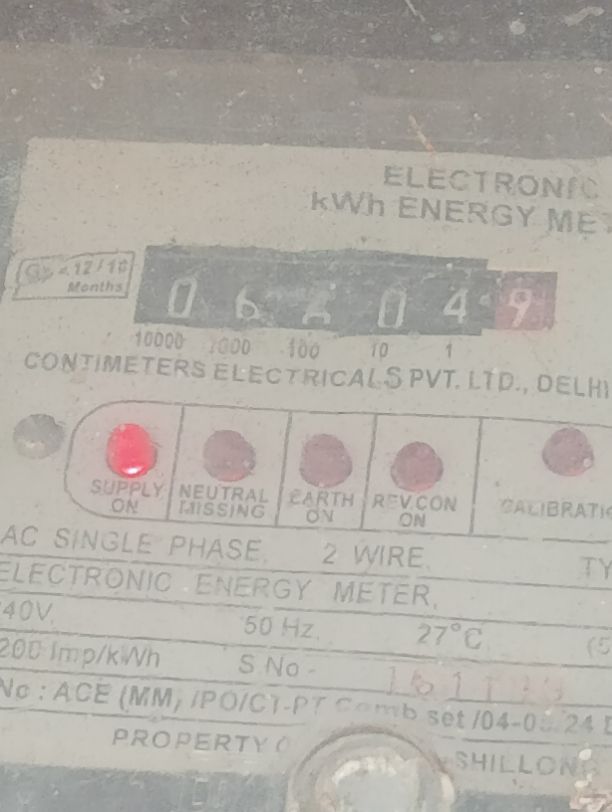 ELECTRONIC
kWh ENERGY ME
12/10
Months
0 6 0 4 9
10000 1000 100 10 1
CONTIMETERS ELECTRICALS PVT. LTD., DELHI
SUPPLY ON
NEUTRAL MISSING
EARTH ON
REV.CON ON
CALIBRATI
AC SINGLE PHASE, 2 WIRE, TY
ELECTRONIC ENERGY METER,
40V, 50 Hz, 27°C (5
200 Imp/kWh S No -
No : ACE (MM) /PO/CT-PT Comb set /04-0 24 D
PROPERTY O SHILLONG